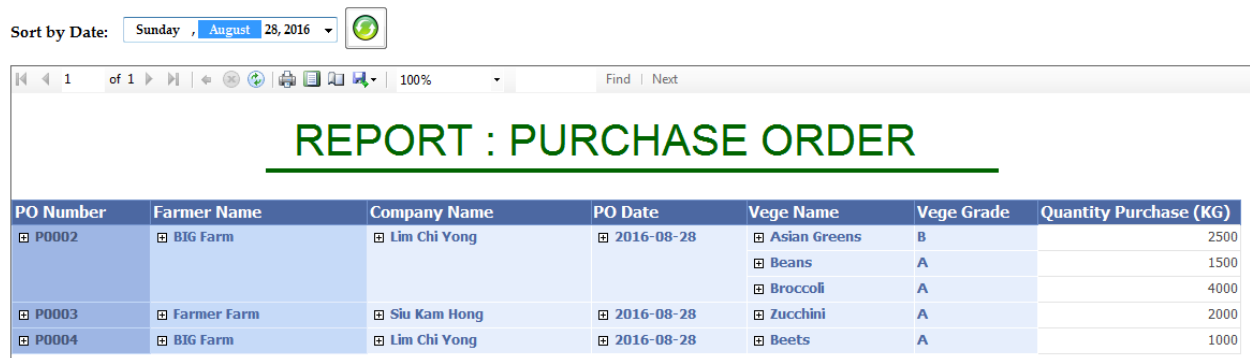 Sort by Date: Sunday , August 28, 2016
1 of 1 100% Find | Next
REPORT : PURCHASE ORDER
PO Number Farmer Name Company Name PO Date Vege Name Vege Grade Quantity Purchase (KG)
P0002 BIG Farm Lim Chi Yong 2016-08-28 Asian Greens B 2500
Beans A 1500
Broccoli A 4000
P0003 Farmer Farm Siu Kam Hong 2016-08-28 Zucchini A 2000
P0004 BIG Farm Lim Chi Yong 2016-08-28 Beets A 1000